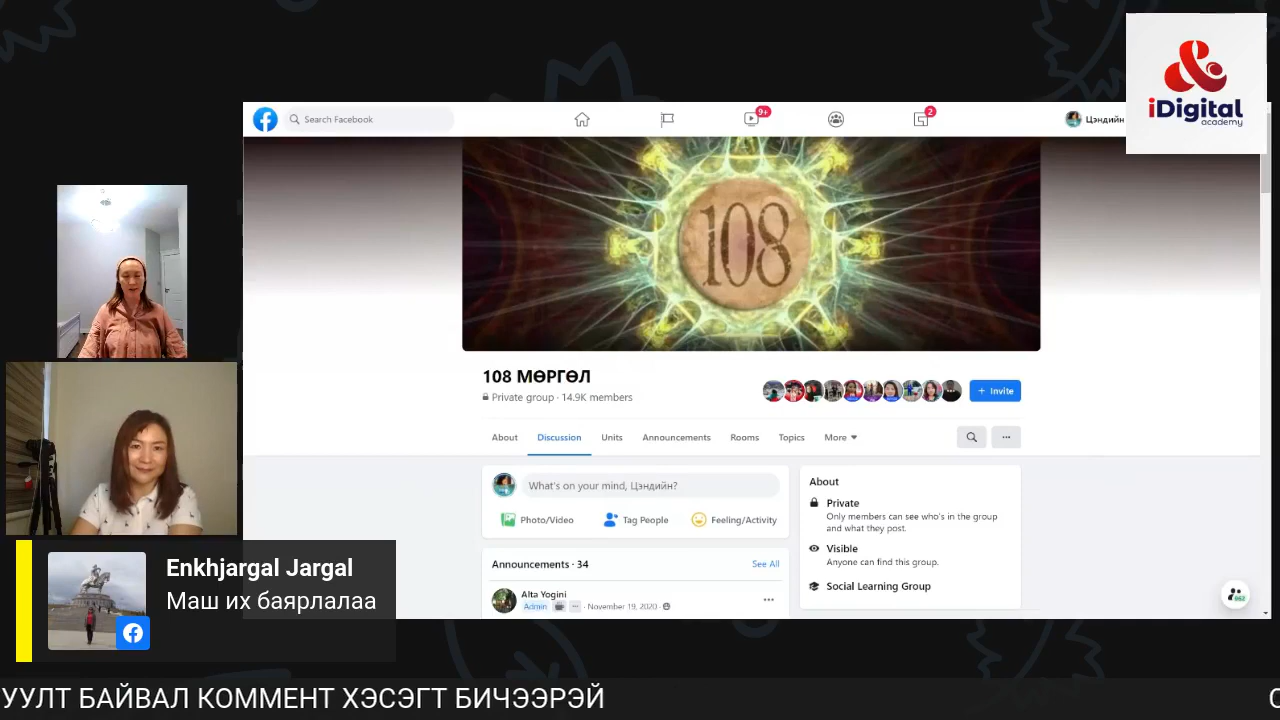 iDigital
academy
Search Facebook
9+
2
Цэндийн
108
108 МӨРГӨЛ
Private group · 14.9K members
+ Invite
About Discussion Units Announcements Rooms Topics More
What's on your mind, Цэндийн?
Photo/Video Tag People Feeling/Activity
Announcements · 34 See All
Alta Yogini
Admin · November 19, 2020 ·
About
Private
Only members can see who's in the group
and what they post.
Visible
Anyone can find this group.
Social Learning Group
Enkhjargal Jargal
Маш их баярлалаа
УУЛТ БАЙВАЛ КОММЕНТ ХЭСЭГТ БИЧЭЭРЭЙ